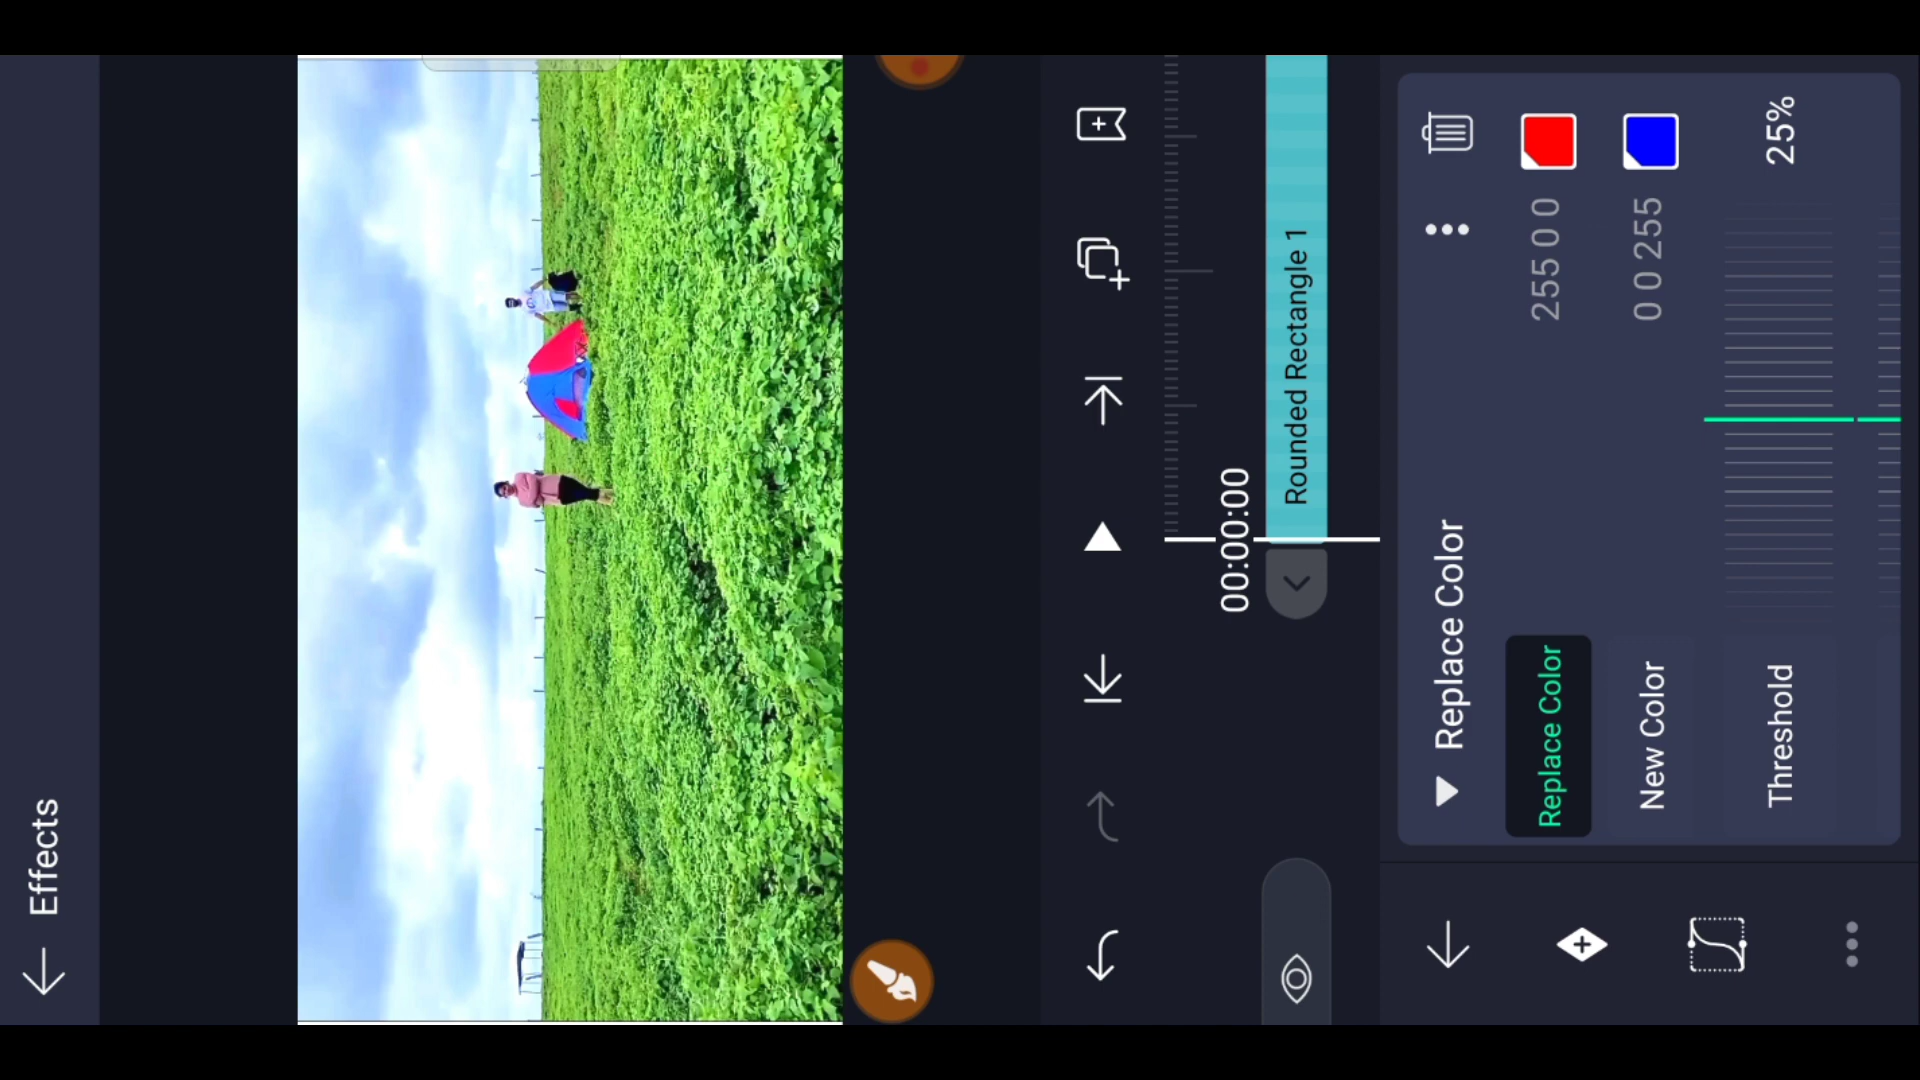 Effects
00:00:00
Rounded Rectangle 1
Replace Color
Replace Color
255 0 0
New Color
0 0 255
Threshold
25%